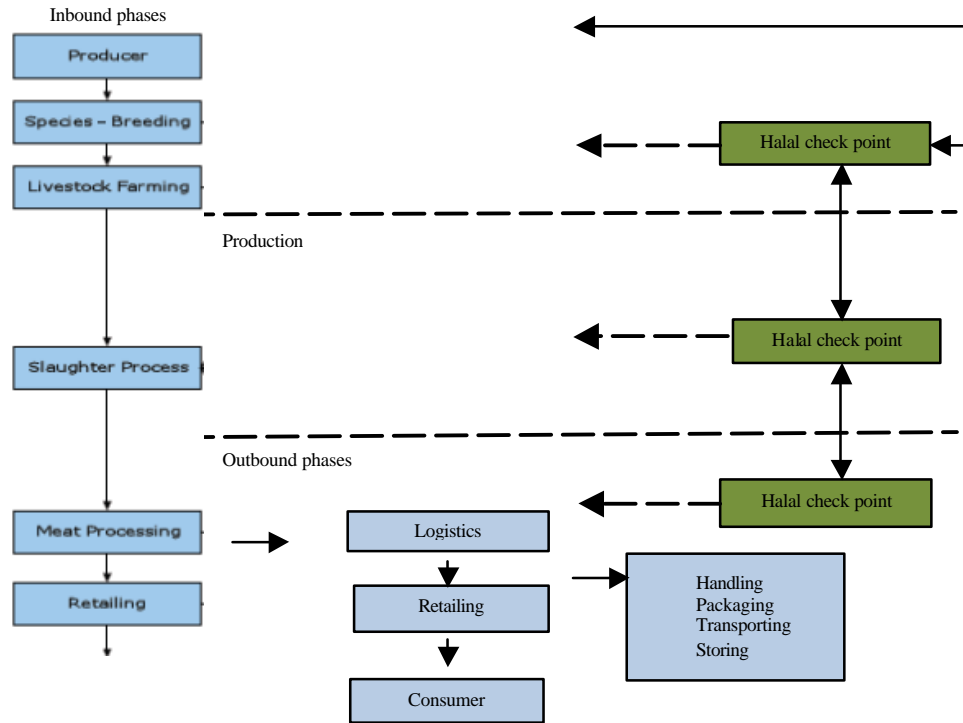 Inbound phases
Producer
Species – Breeding
Halal check point
Livestock Farming
Production
Halal check point
Slaughter Process
Outbound phases
Halal check point
Meat Processing
Logistics
Retailing
Retailing
Handling
Packaging
Transporting
Storing
Consumer